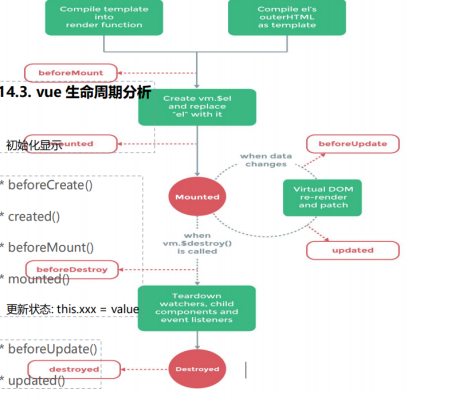 Compile template
into
render function
Compile el's
outerHTML
as template
beforeMount
14.3. vue 生命周期分析
Create vm.$el
and replace
"el" with it
初始化显示
mounted
beforeUpdate
when data
changes
* beforeCreate()
Mounted
Virtual DOM
re-render
and patch
* created()
when
vm.$destroy()
is called
* beforeMount()
updated
beforeDestroy
* mounted()
Teardown
watchers, child
components and
event listeners
更新状态: this.xxx = value
* beforeUpdate()
destroyed
Destroyed
* updated()